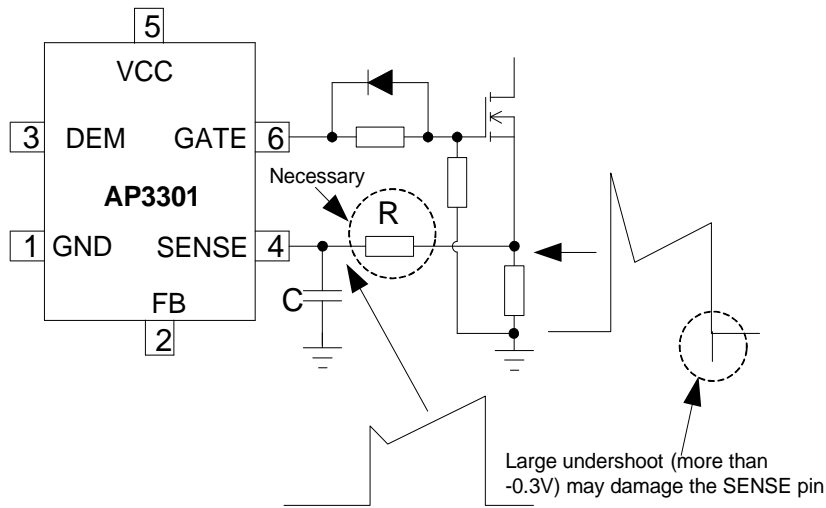 5
VCC
3 DEM GATE 6
Necessary
AP3301
R
1 GND SENSE 4
C
FB
2
Large undershoot (more than
-0.3V) may damage the SENSE pin